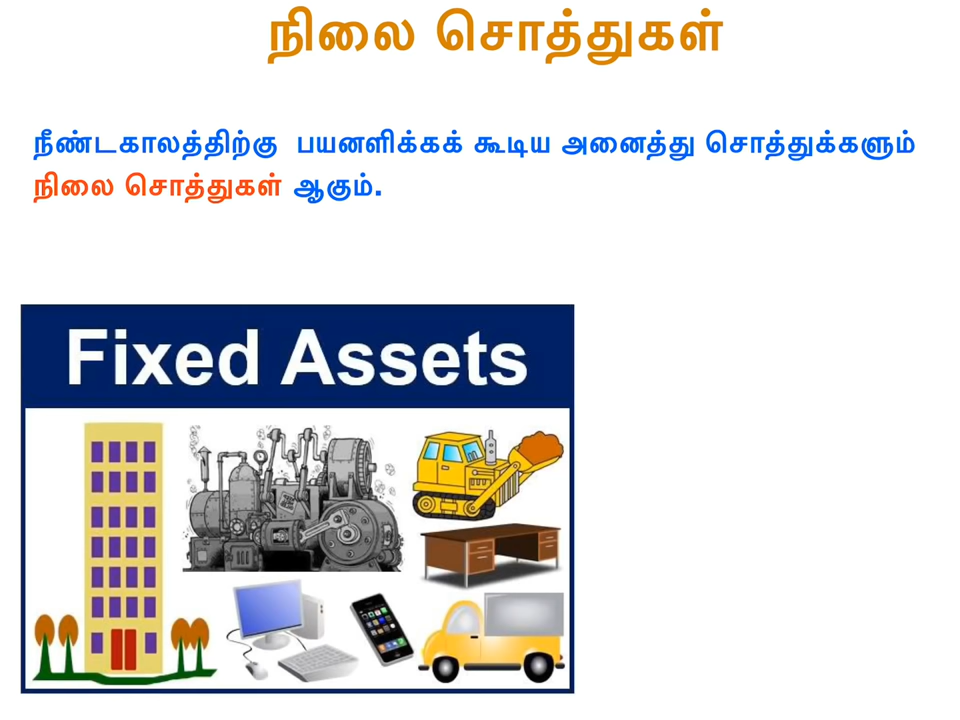 நிலை சொத்துகள்
நீண்டகாலத்திற்கு பயனளிக்கக் கூடிய அனைத்து சொத்துக்களும்
நிலை சொத்துகள் ஆகும்.
Fixed Assets